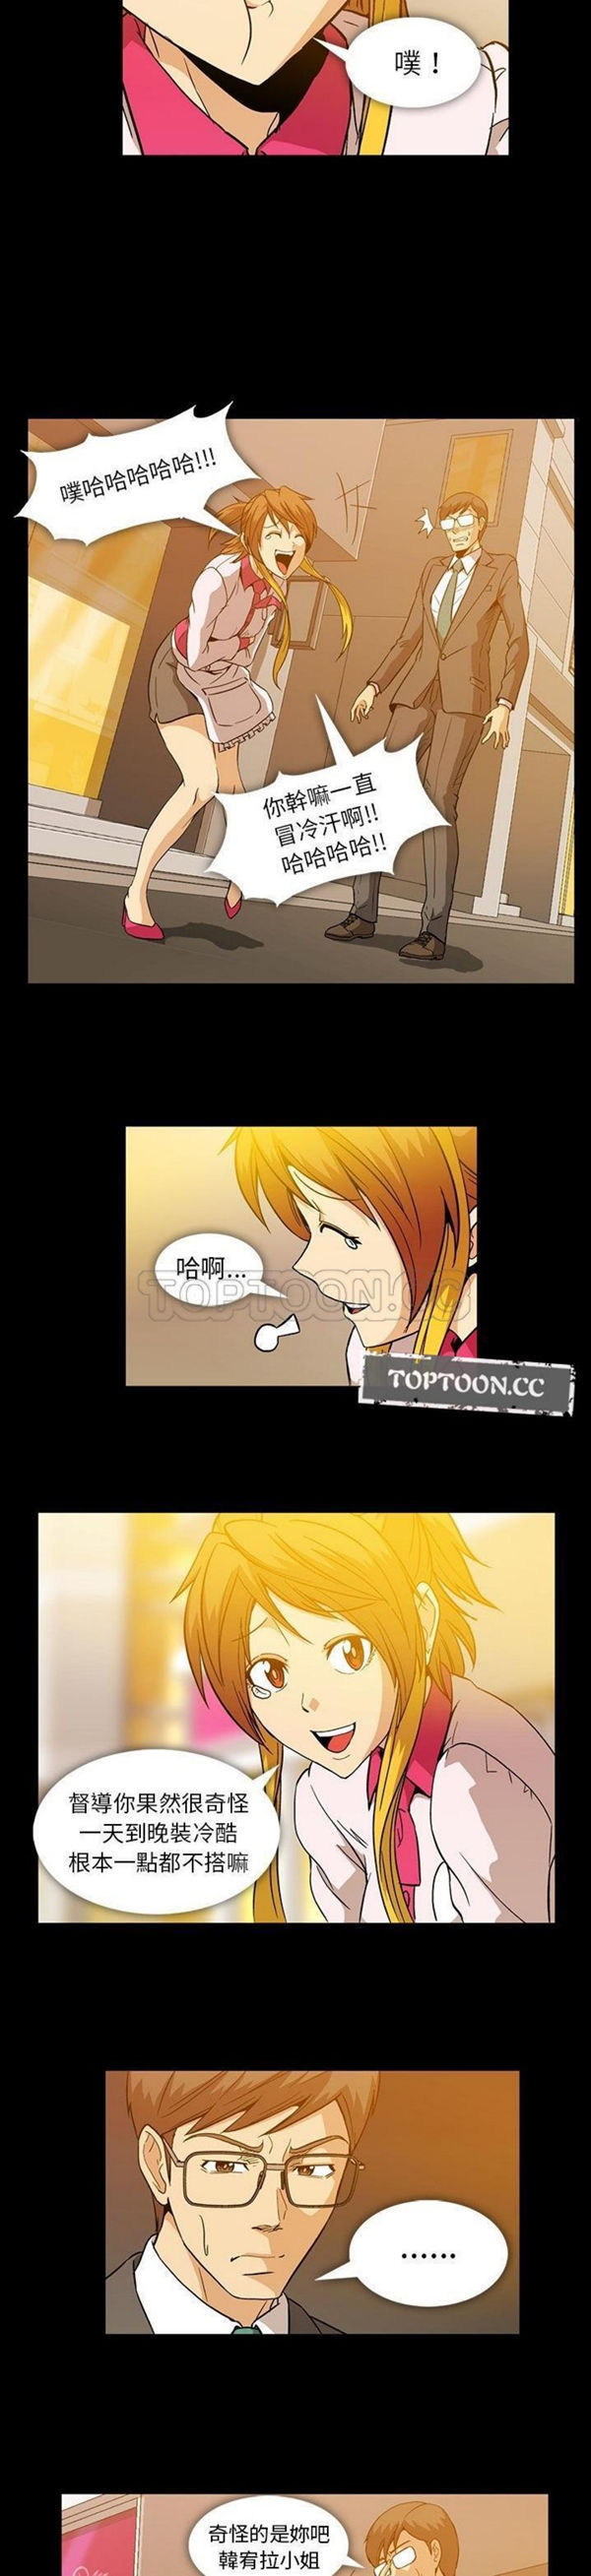 噗！
噗哈哈哈哈哈!!!
你幹嘛一直
冒冷汗啊!!
哈哈哈哈!!
哈啊...
TOPTOON.CC
TOPTOON.CC
督導你果然很奇怪
一天到晚裝冷酷
根本一點都不搭嘛
......
奇怪的是妳吧
韓宥拉小姐